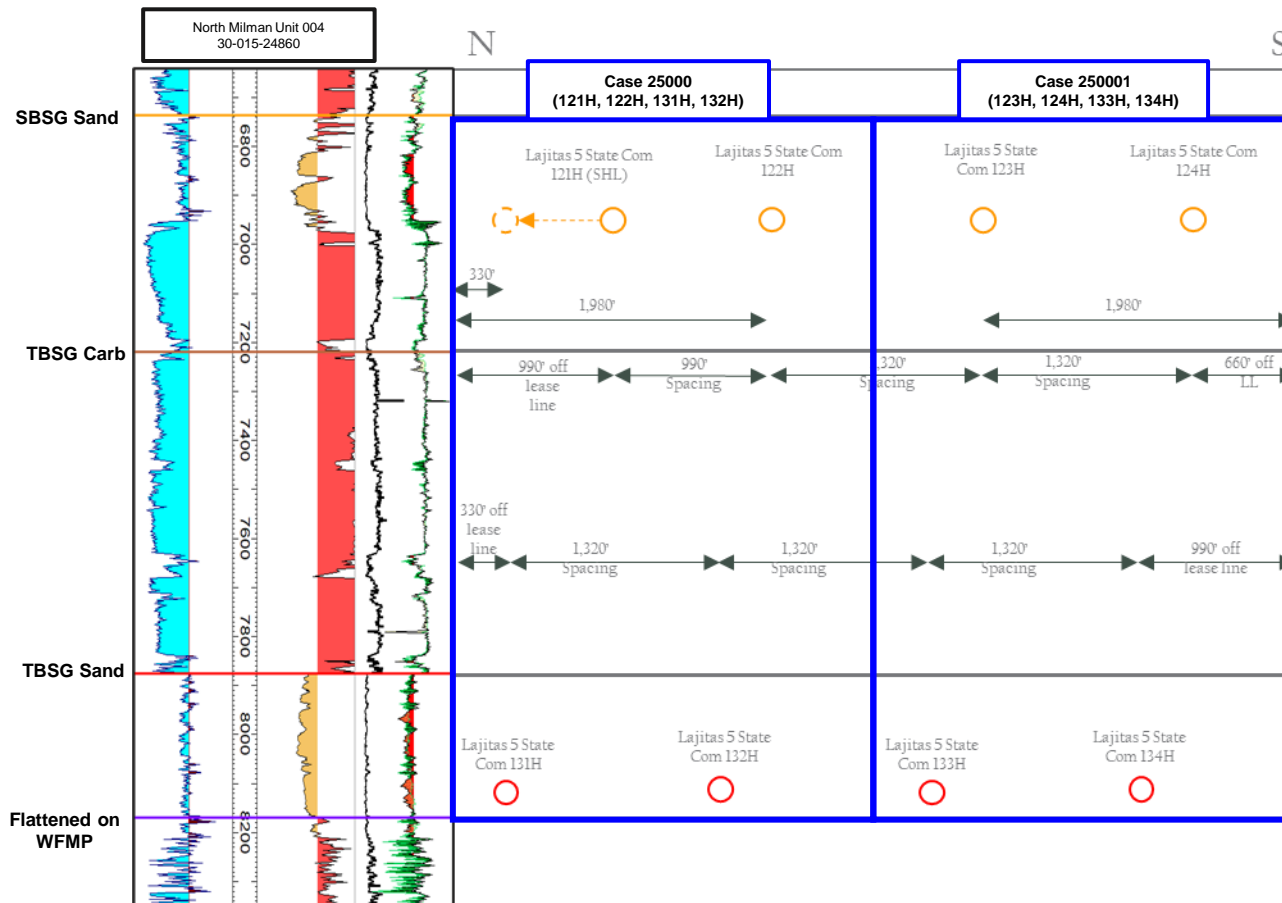 North Milman Unit 004
30-015-24860
N
S
Case 25000
(121H, 122H, 131H, 132H)
Case 250001
(123H, 124H, 133H, 134H)
SBSG Sand
6800
Lajitas 5 State Com
121H (SHL)
Lajitas 5 State Com
122H
Lajitas 5 State
Com 123H
Lajitas 5 State Com
124H
7000
330'
1,980'
1,980'
7200
TBSG Carb
990' off
lease
line
990'
Spacing
,320'
Spacing
1,320'
Spacing
660' off
LL
7400
330' off
lease
line
7600
1,320'
Spacing
1,320'
Spacing
1,320'
Spacing
990' off
lease line
7800
TBSG Sand
8000
Lajitas 5 State
Com 131H
Lajitas 5 State
Com 132H
Lajitas 5 State
Com 133H
Lajitas 5 State
Com 134H
Flattened on
WFMP
8200